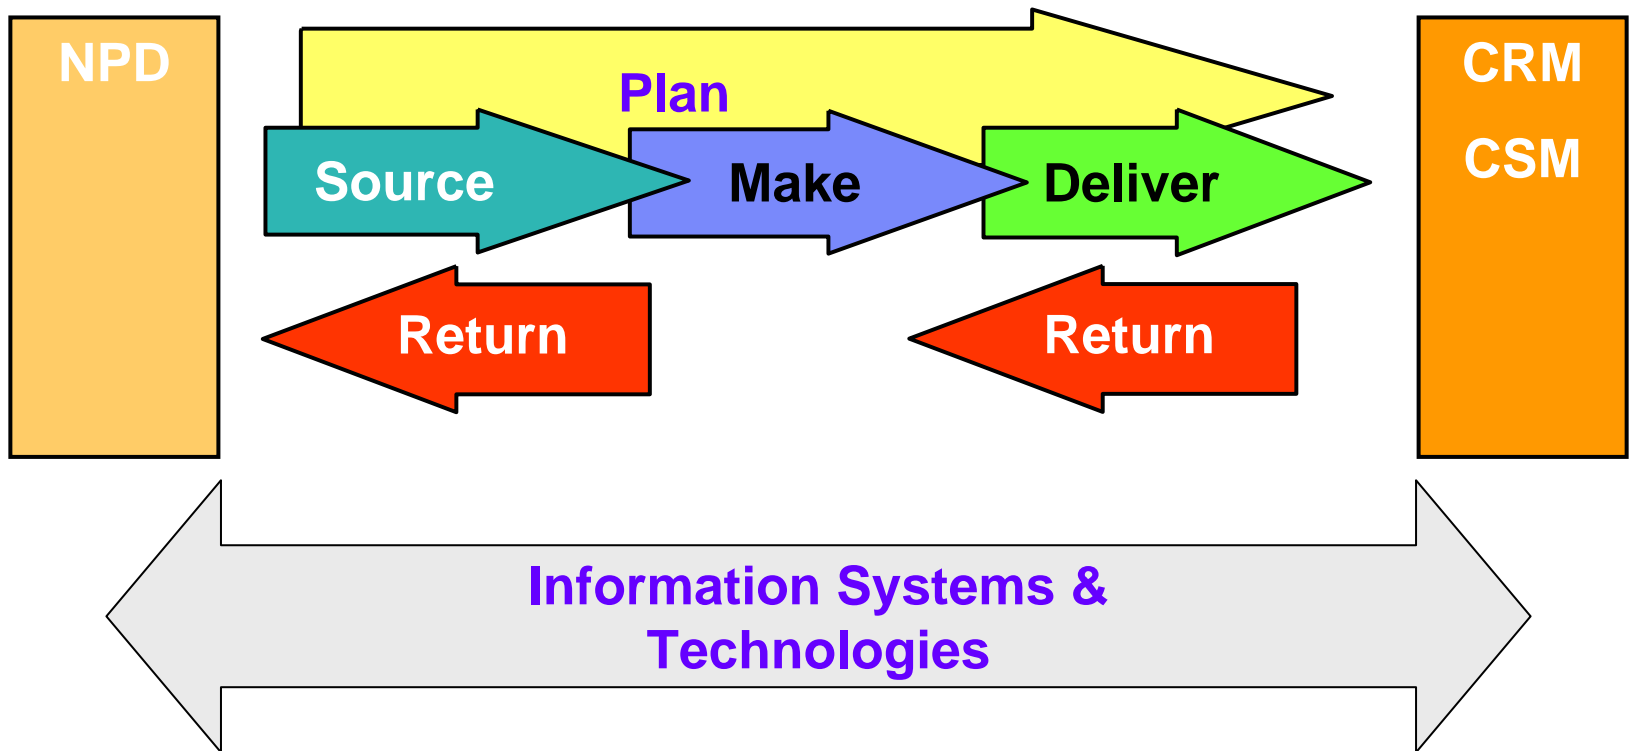 NPD
Plan
Source
Make
Deliver
Return
Return
CRM
CSM
Information Systems &
Technologies